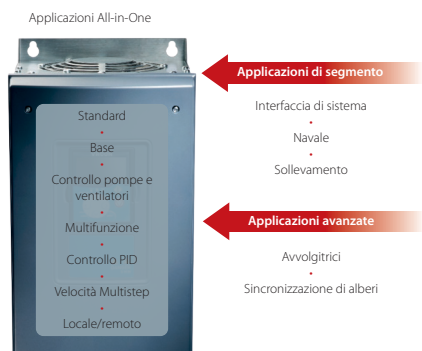 Applicazioni All-in-One
Standard
•
Base
•
Controllo pompe e
ventilatori
•
Multifunzione
•
Controllo PID
•
Velocità Multistep
•
Locale/remoto
Applicazioni di segmento
Interfaccia di sistema
•
Navale
•
Sollevamento
Applicazioni avanzate
Avvolgitrici
•
Sincronizzazione di alberi